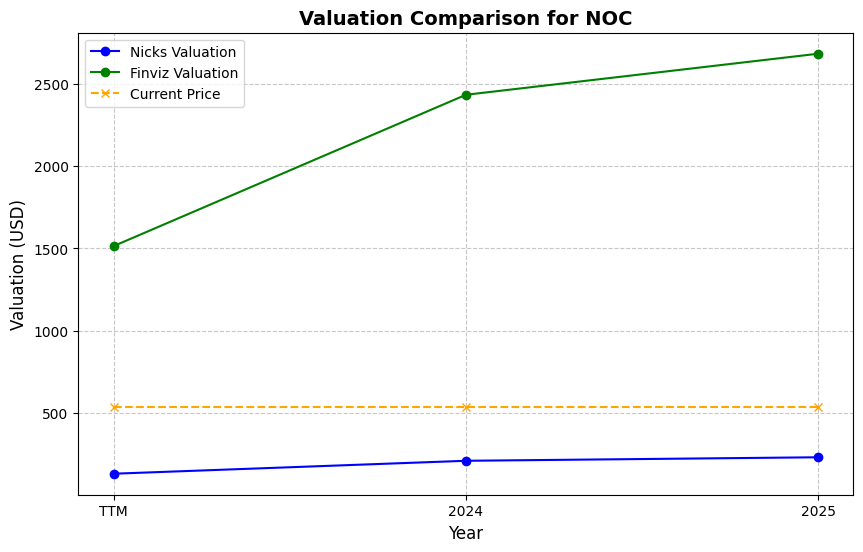 Valuation Comparison for NOC
Nicks Valuation
Finviz Valuation
Current Price
Valuation (USD)
2500
2000
1500
1000
500
TTM
2024
2025
Year